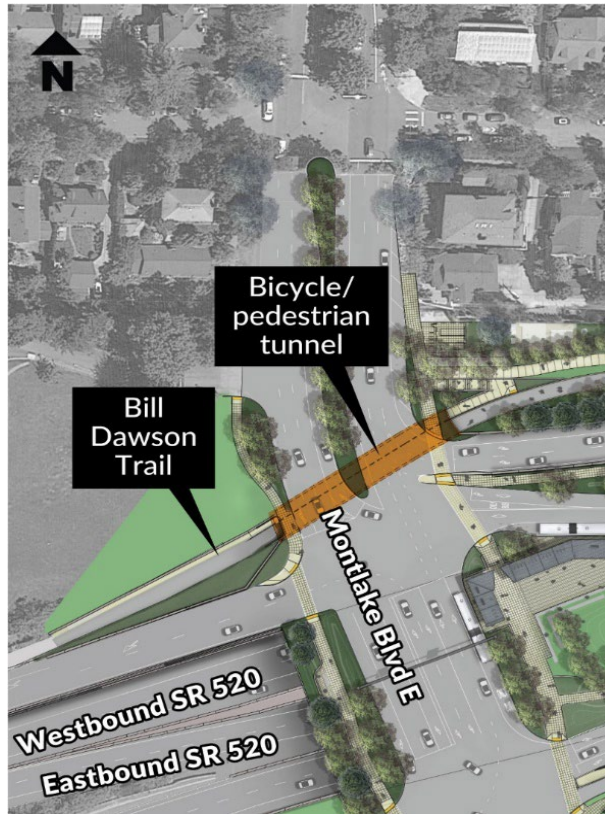 N
Bicycle/
pedestrian
tunnel
Bill
Dawson
Trail
Montlake Blvd E
Westbound SR 520
Eastbound SR 520